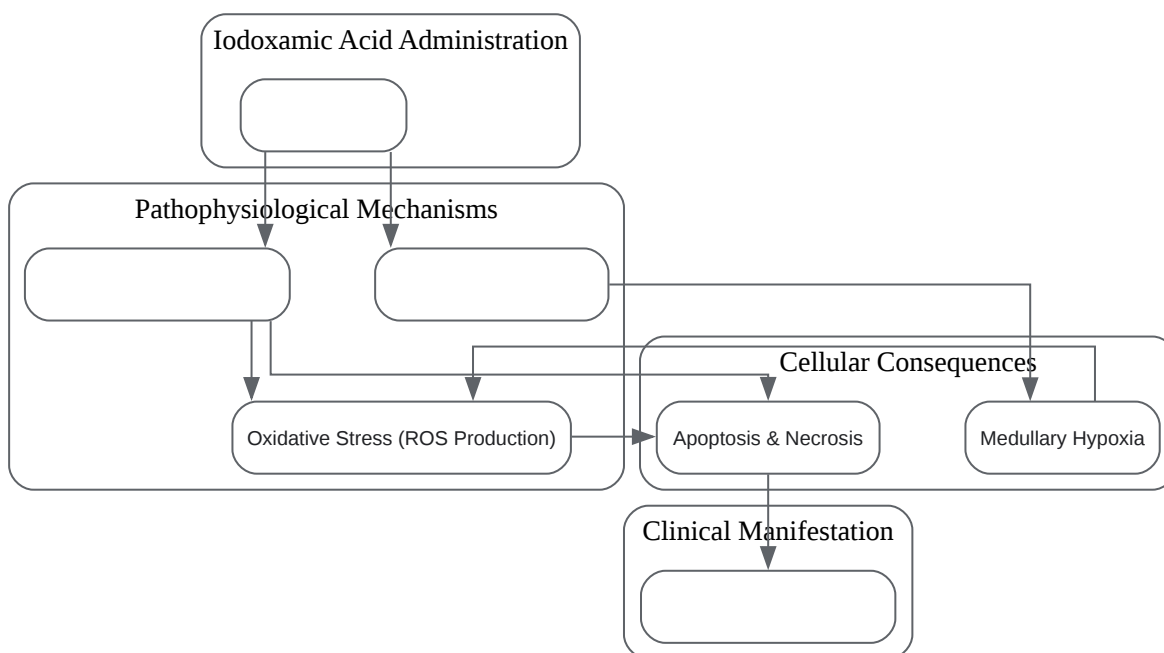 Iodoxamic Acid Administration
Pathophysiological Mechanisms
Cellular Consequences
Oxidative Stress (ROS Production)
Apoptosis & Necrosis
Medullary Hypoxia
Clinical Manifestation